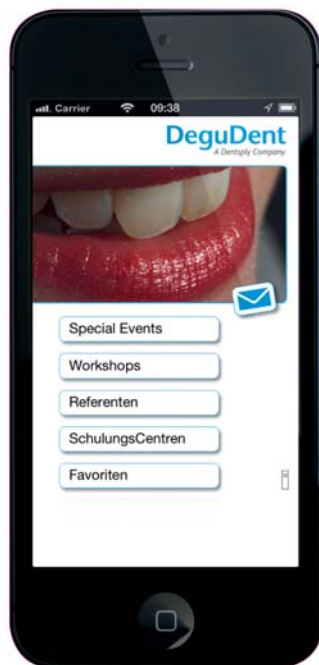 Carrier 09:38
DeguDent
A Dentsply Company
Special Events
Workshops
Referenten
SchulungsCentren
Favoriten